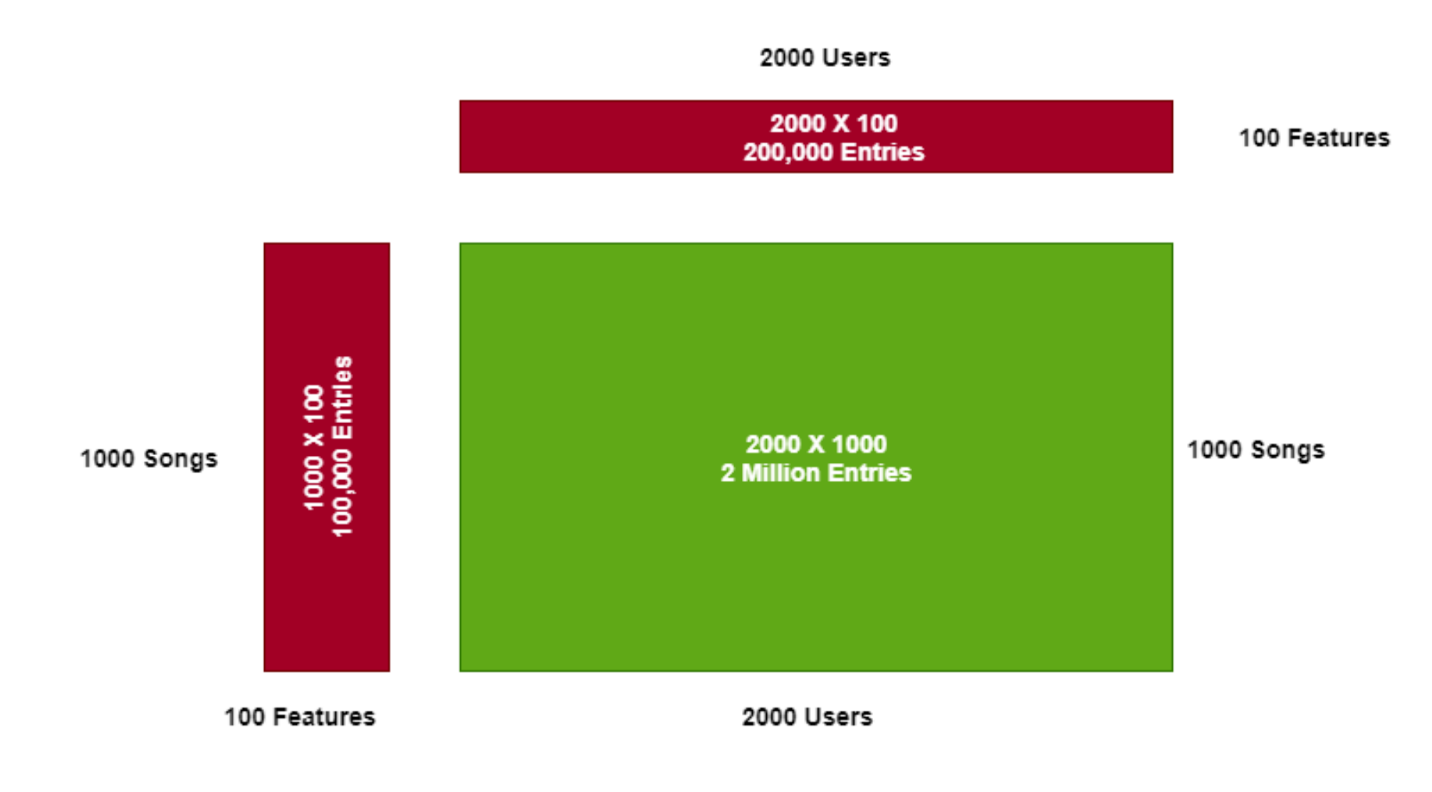 2000 Users
2000 X 100
200,000 Entries
100 Features
1000 Songs
1000 X 100
100,000 Entries
2000 X 1000
2 Million Entries
1000 Songs
100 Features
2000 Users